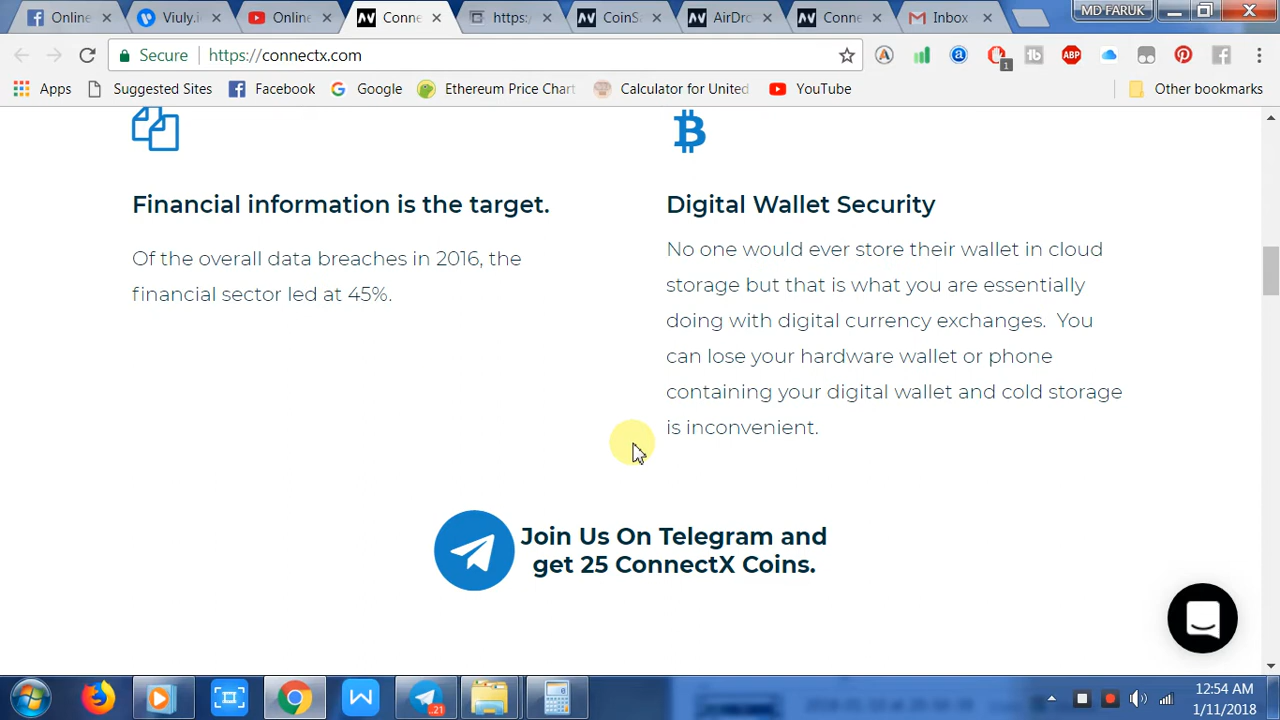 Online
Viuly.i
Online
Conne
https:
CoinS
AirDro
Conne
Inbox
MD FARUK
Secure
https://connectx.com
1
ABP
Apps
Suggested Sites
Facebook
Google
Ethereum Price Chart
Calculator for United
YouTube
Other bookmarks
Financial information is the target.
Of the overall data breaches in 2016, the
financial sector led at 45%.
Digital Wallet Security
No one would ever store their wallet in cloud
storage but that is what you are essentially
doing with digital currency exchanges. You
can lose your hardware wallet or phone
containing your digital wallet and cold storage
is inconvenient.
Join Us On Telegram and
get 25 ConnectX Coins.
21
12:54 AM
1/11/2018